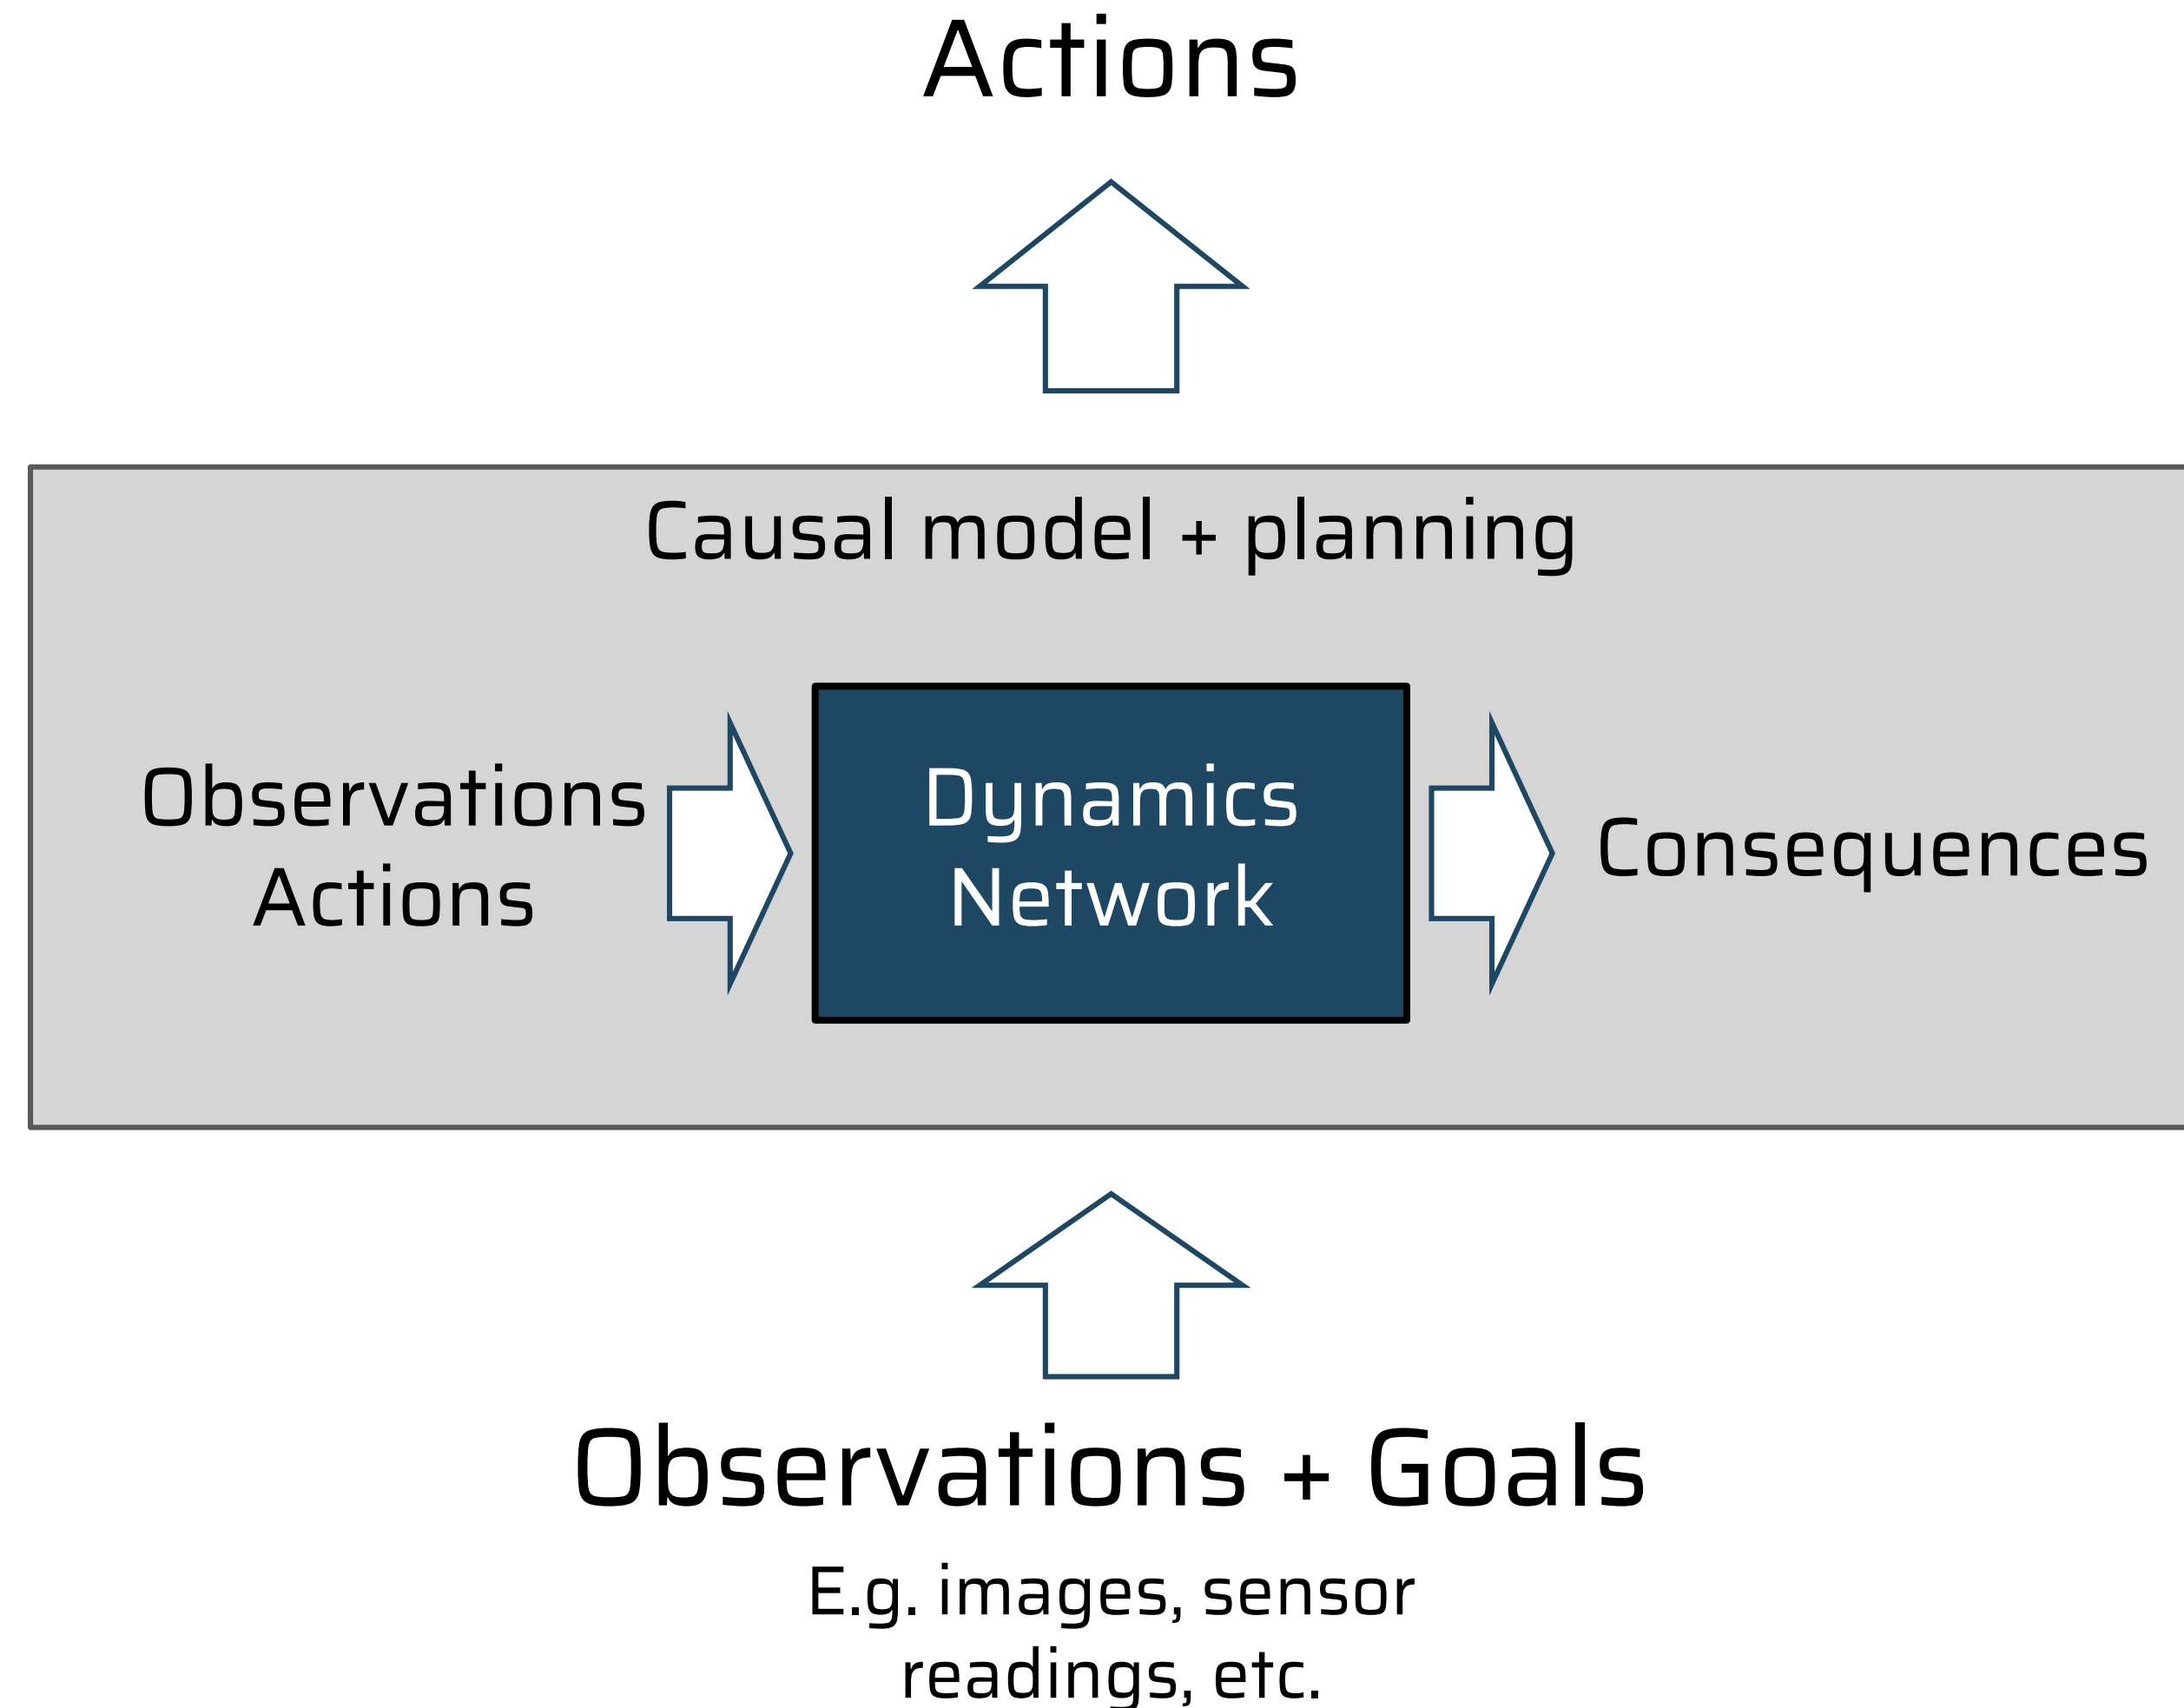 Actions
Causal model + planning
Observations
Actions
Dynamics
Network
Consequences
Observations + Goals
E.g. images, sensor
readings, etc.